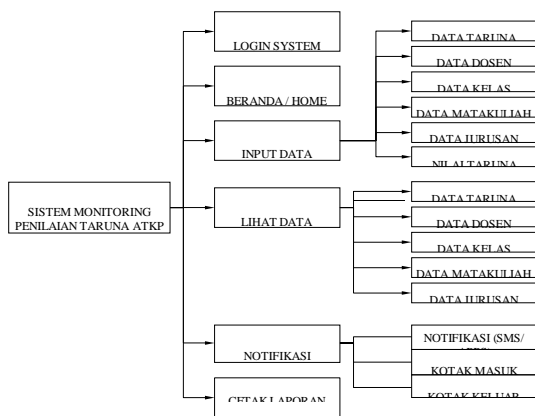 LOGIN SYSTEM
BERANDA / HOME
INPUT DATA
DATA TARUNA
DATA DOSEN
DATA KELAS
DATA MATAKULIAH
DATA JURUSAN
NILAI TARUNA
SISTEM MONITORING
PENILAIAN TARUNA ATKP
LIHAT DATA
DATA TARUNA
DATA DOSEN
DATA KELAS
DATA MATAKULIAH
DATA JURUSAN
NOTIFIKASI
NOTIFIKASI (SMS/
KOTAK MASUK
KOTAK KELUAR
CETAK LAPORAN